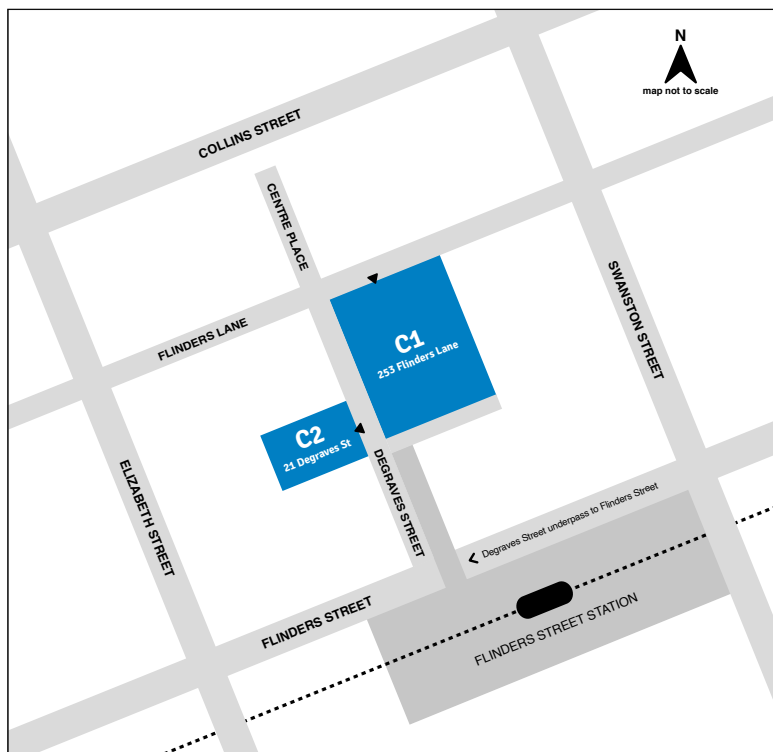 N
map not to scale
COLLINS STREET
CENTRE PLACE
SWANSTON STREET
FLINDERS LANE
C1
253 Flinders Lane
C2
21 Degraves St
DEGRAVES STREET
ELIZABETH STREET
Degraves Street underpass to Flinders Street
FLINDERS STREET
FLINDERS STREET STATION